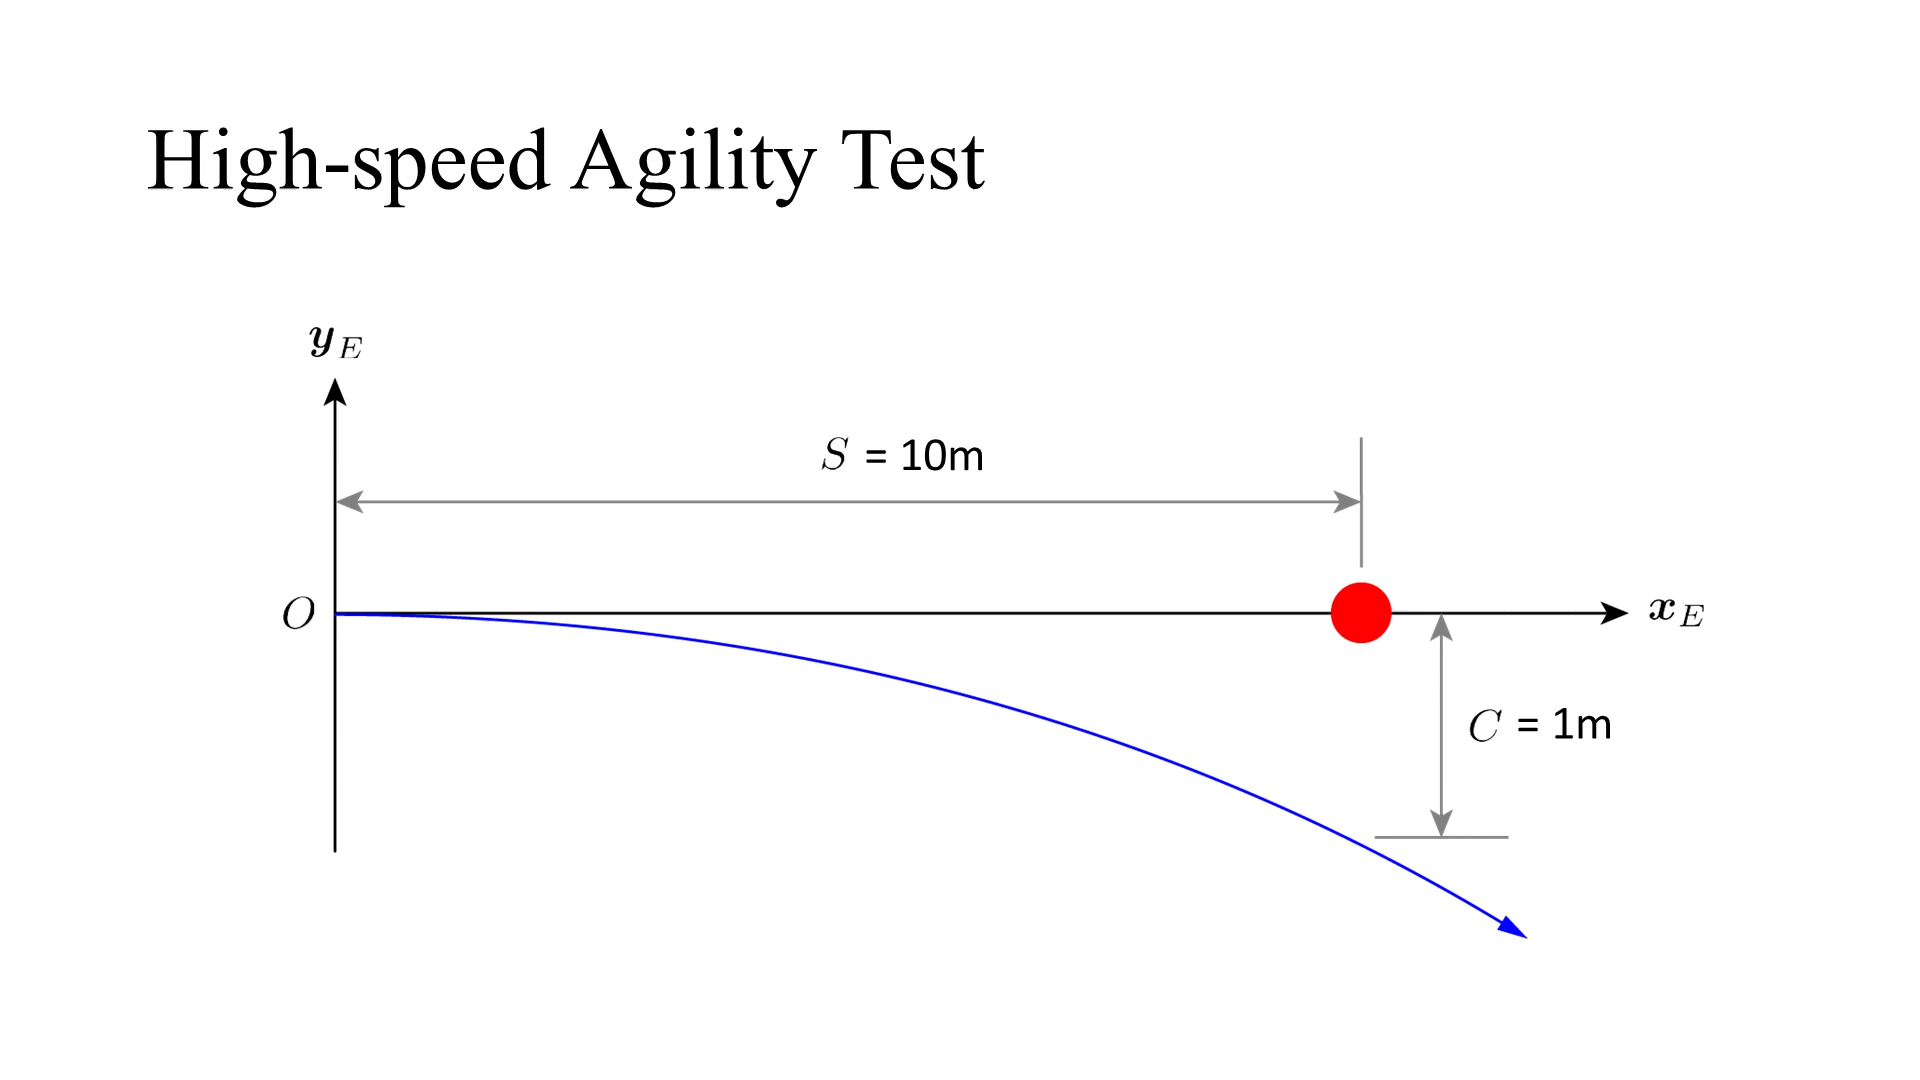 High-speed Agility Test
y_E
S = 10m
O
x_E
C = 1m